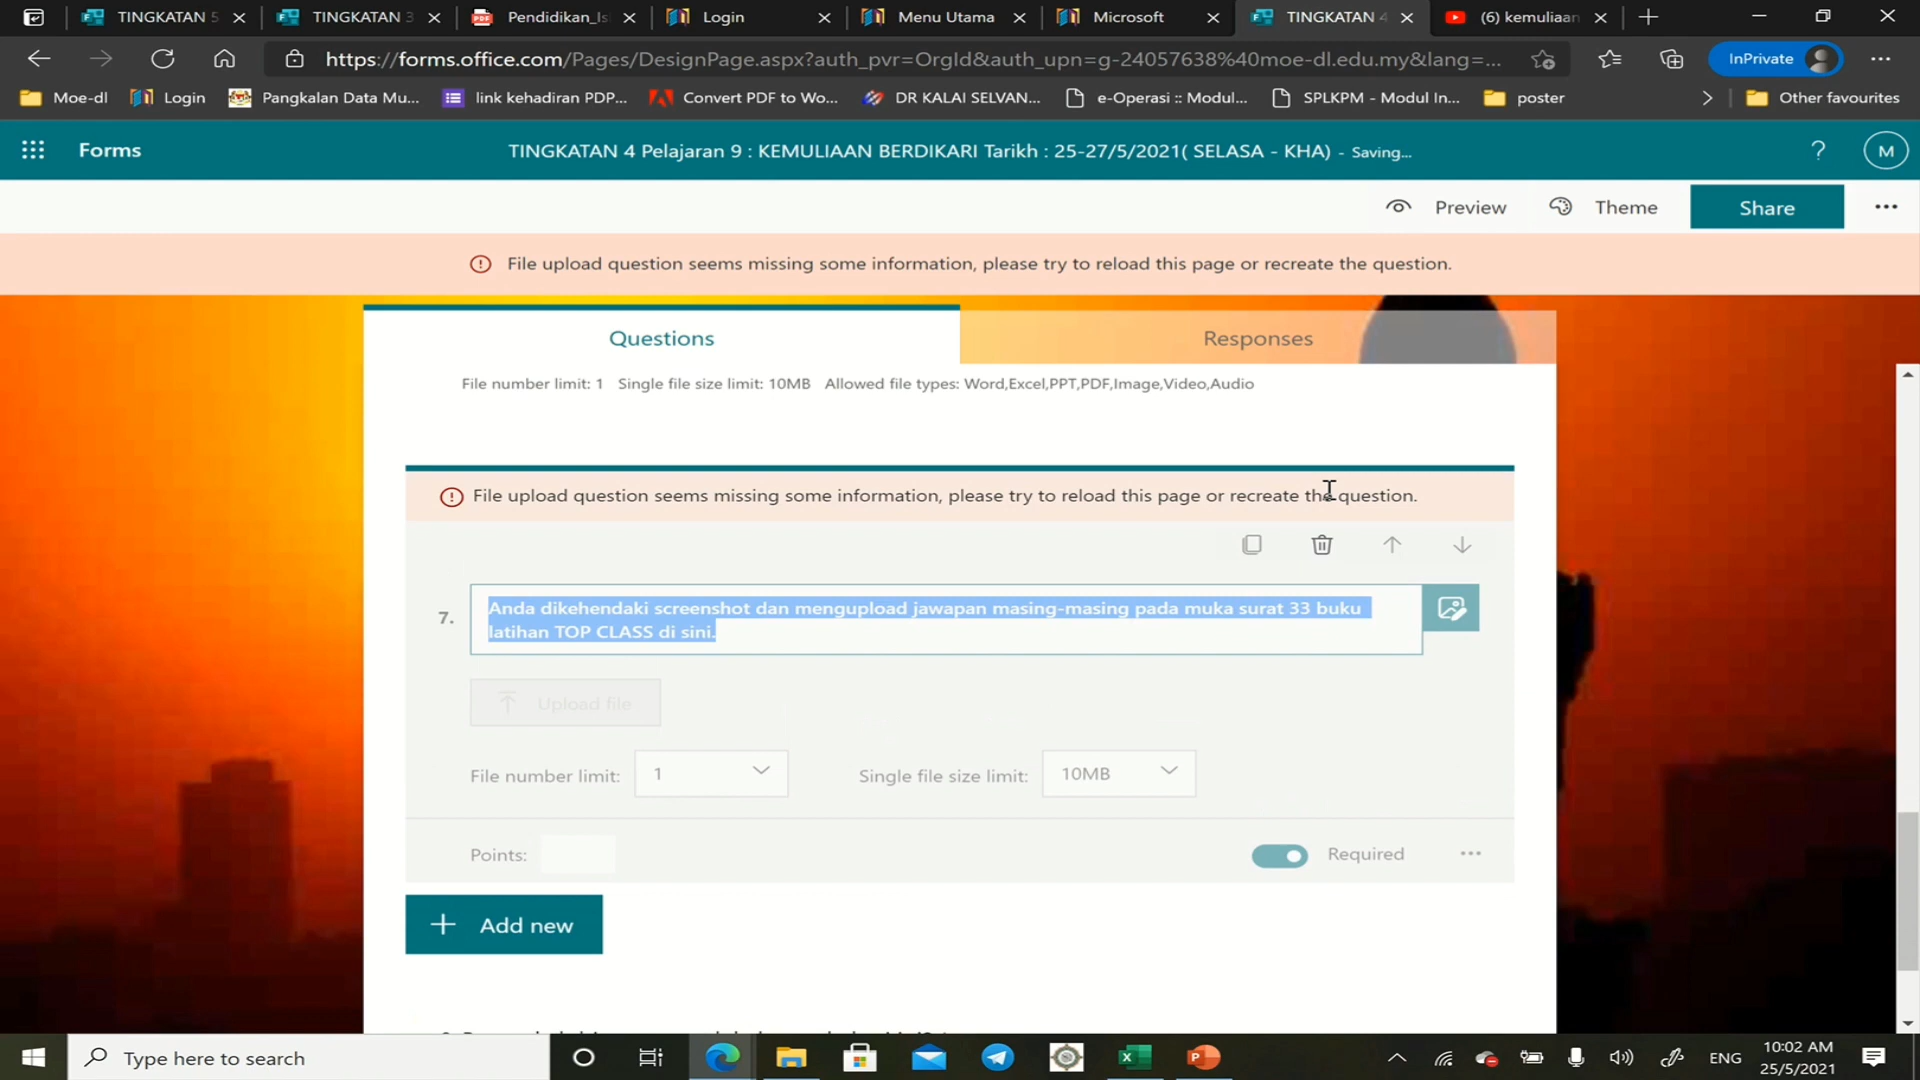 TINGKATAN 5
TINGKATAN 3
Pendidikan_Is
Login
Menu Utama
Microsoft
TINGKATAN 4
(6) kemuliaan
https://forms.office.com/Pages/DesignPage.aspx?auth_pvr=OrgId&auth_upn=g-24057638%40moe-dl.edu.my&lang=...
InPrivate
Moe-dl
Login
Pangkalan Data Mu...
link kehadiran PDP...
Convert PDF to Wo...
DR KALAI SELVAN...
e-Operasi :: Modul...
SPLKPM - Modul In...
poster
Other favourites
Forms
TINGKATAN 4 Pelajaran 9 : KEMULIAAN BERDIKARI Tarikh : 25-27/5/2021( SELASA - KHA) - Saving...
? M
Preview
Theme
Share
File upload question seems missing some information, please try to reload this page or recreate the question.
Questions
Responses
File number limit: 1 Single file size limit: 10MB Allowed file types: Word,Excel,PPT,PDF,Image,Video,Audio
File upload question seems missing some information, please try to reload this page or recreate the question.
7. Anda dikehendaki screenshot dan mengupload jawapan masing-masing pada muka surat 33 buku
latihan TOP CLASS di sini.
Upload file
File number limit: 1 Single file size limit: 10MB
Points:
Required
Add new
Type here to search
ENG
10:02 AM
25/5/2021